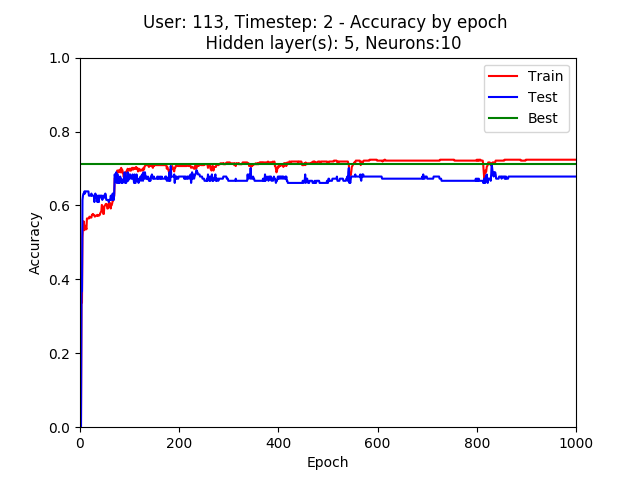 User: 113, Timestep: 2 - Accuracy by epoch
Hidden layer(s): 5, Neurons:10
Train
Test
Best
1.0
0.8
0.6
0.4
0.2
0.0
Accuracy
0 200 400 600 800 1000
Epoch